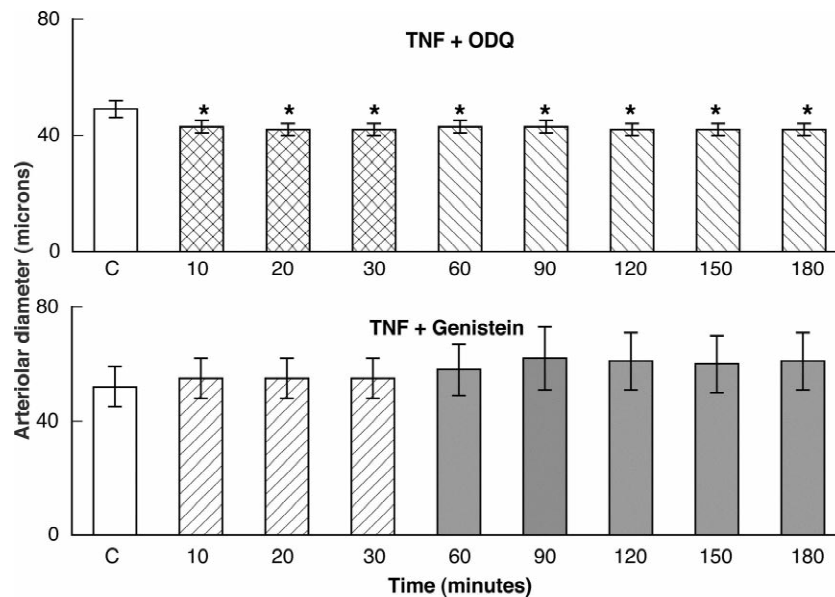 80
TNF + ODQ
* * * * * * * *
40
0
C 10 20 30 60 90 120 150 180
Arteriolar diameter (microns)
80
TNF + Genistein
40
0
C 10 20 30 60 90 120 150 180
Time (minutes)